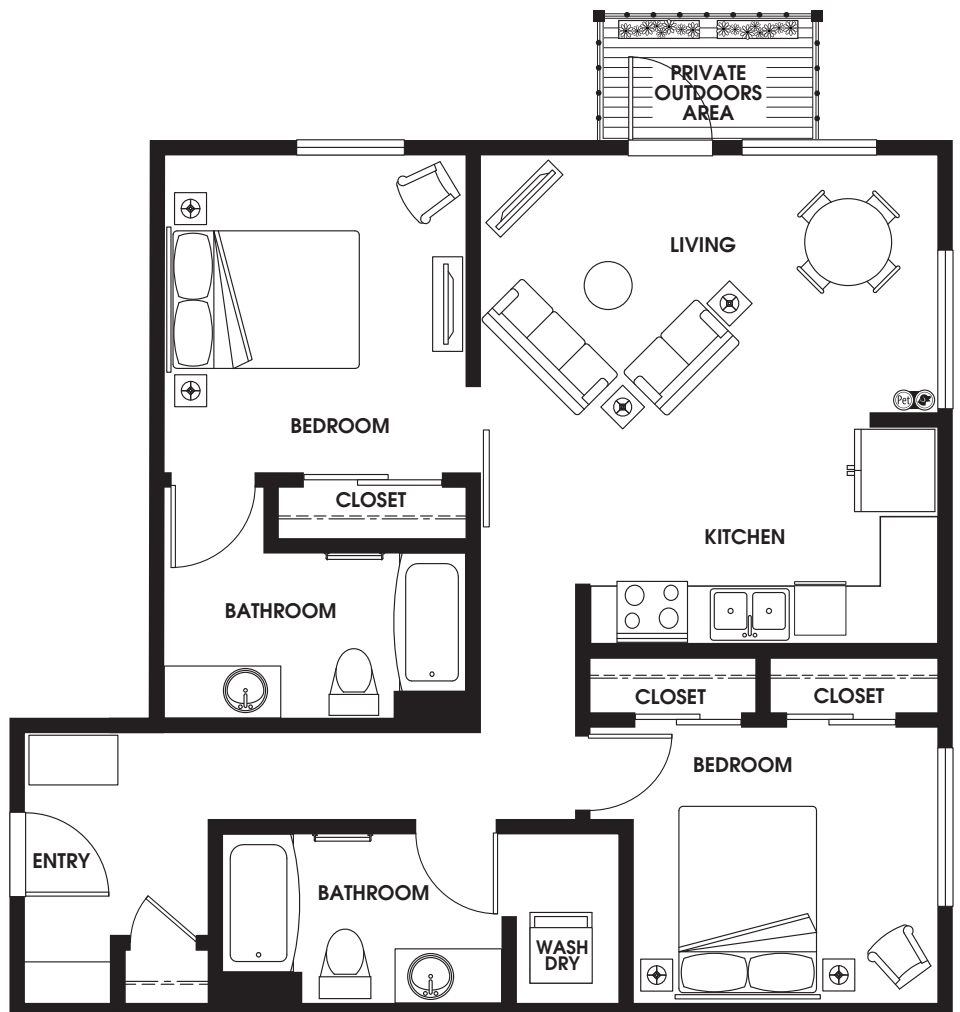 PRIVATE
OUTDOORS
AREA
LIVING
Pet
BEDROOM
CLOSET
KITCHEN
BATHROOM
CLOSET
CLOSET
BEDROOM
ENTRY
BATHROOM
WASH
DRY